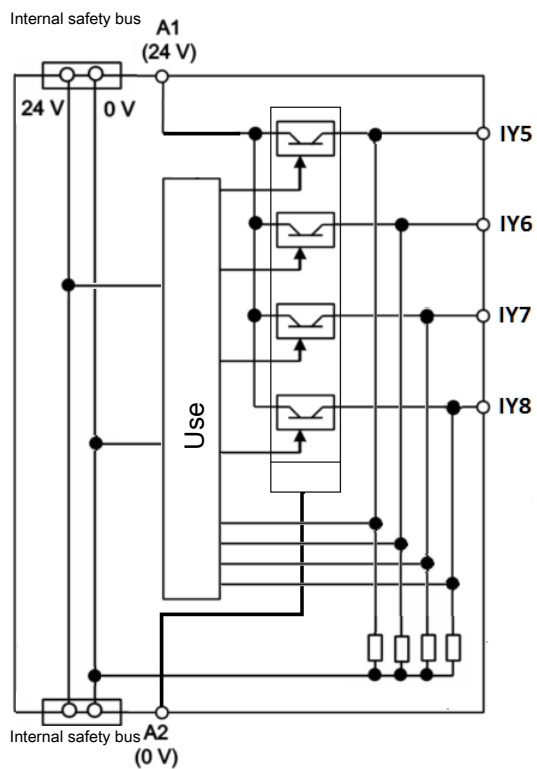 Internal safety bus
A1
(24 V)
24 V
0 V
IY5
IY6
IY7
IY8
Use
Internal safety bus
A2
(0 V)